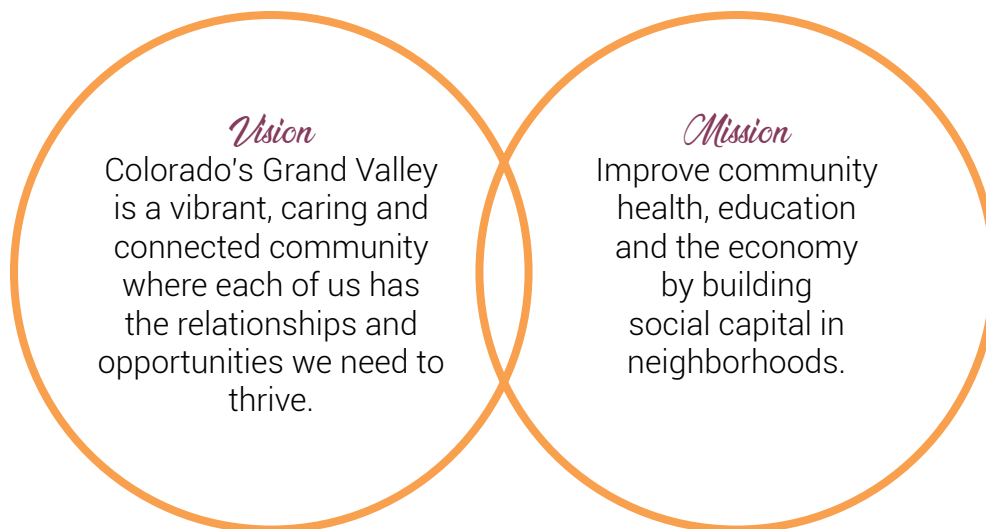 Vision
Colorado's Grand Valley
is a vibrant, caring and
connected community
where each of us has
the relationships and
opportunities we need to
thrive.
Mission
Improve community
health, education
and the economy
by building
social capital in
neighborhoods.